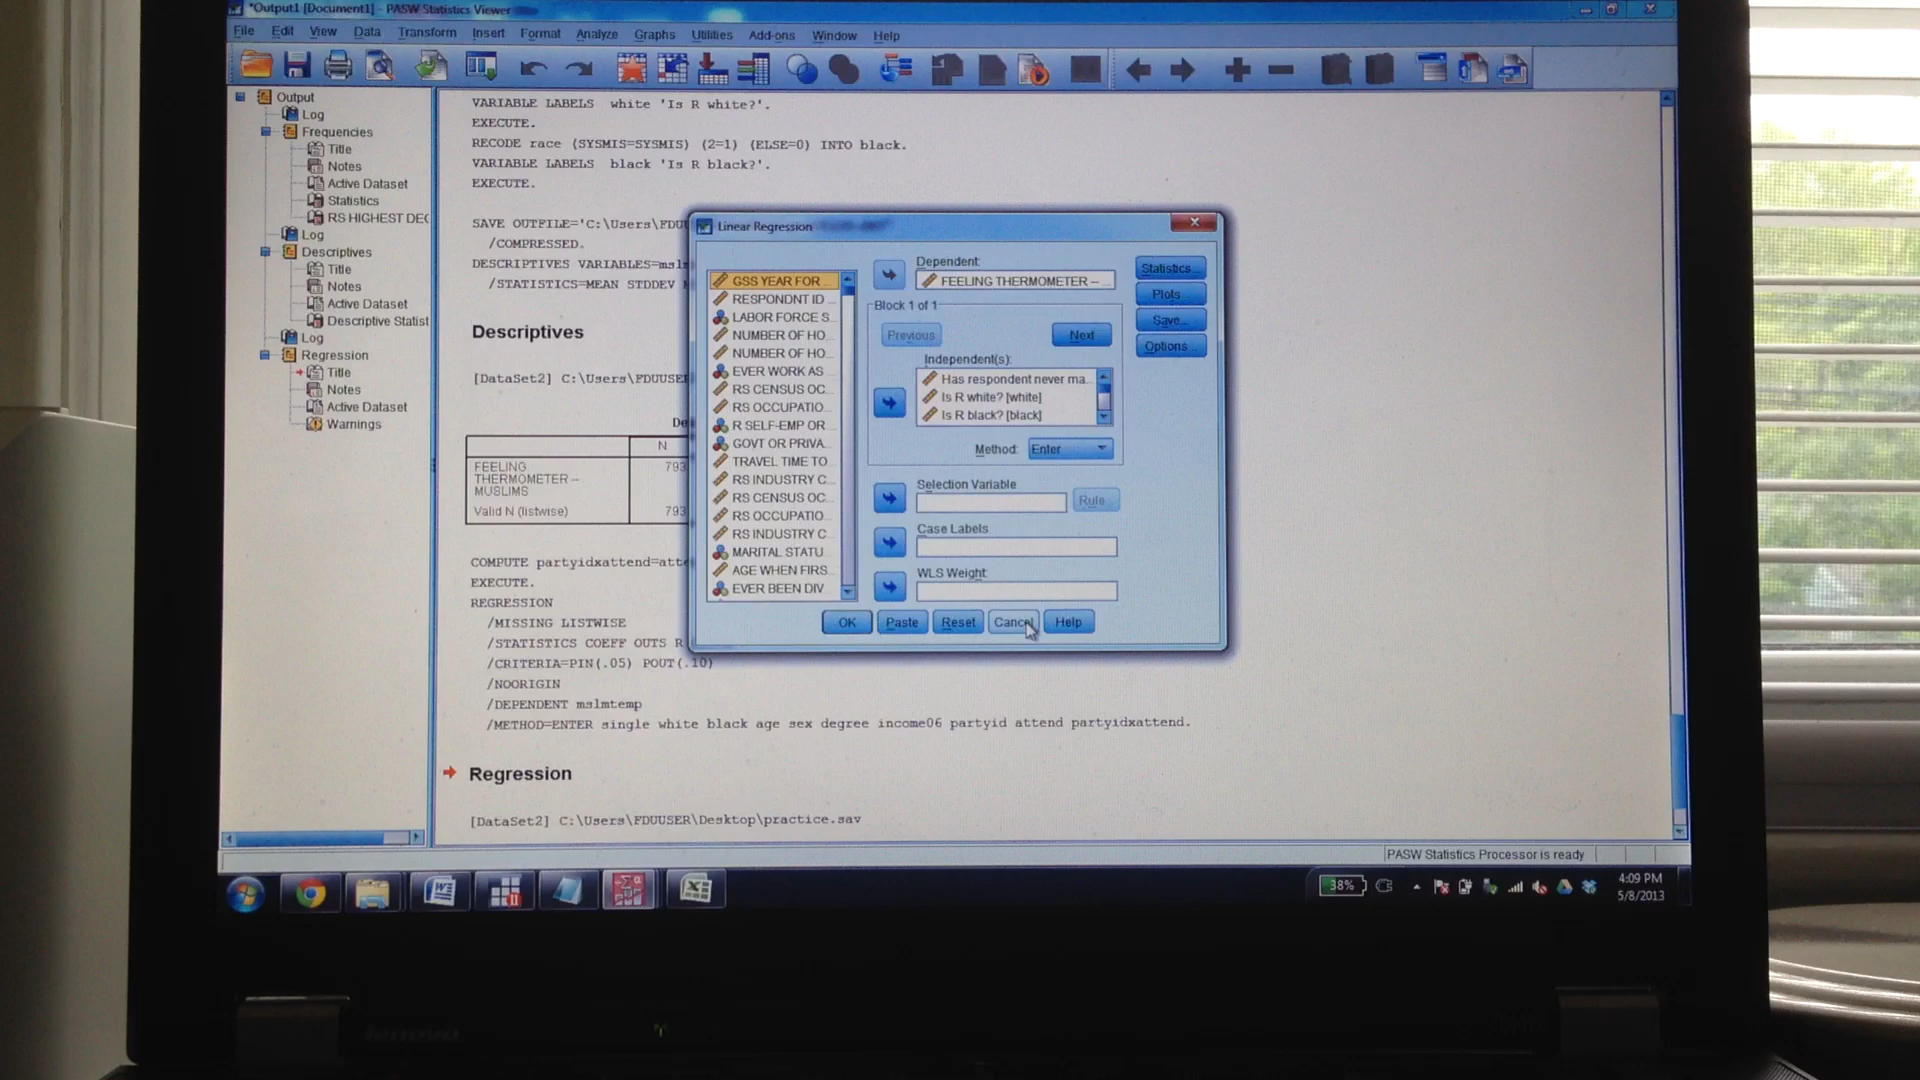 *Output1 [Document1] - PASW Statistics Viewer
File Edit View Data Transform Insert Format Analyze Graphs Utilities Add-ons Window Help
Output
Log
Frequencies
Title
Notes
Active Dataset
Statistics
RS HIGHEST DEC
Log
Descriptives
Title
Notes
Active Dataset
Descriptive Statist
Log
Regression
Title
Notes
Active Dataset
Warnings
VARIABLE LABELS white 'Is R white?'.
EXECUTE.
RECODE race (SYSMIS=SYSMIS) (2=1) (ELSE=0) INTO black.
VARIABLE LABELS black 'Is R black?'.
EXECUTE.
SAVE OUTFILE='C:\Users\FDUU
/COMPRESSED.
DESCRIPTIVES VARIABLES=mslm
/STATISTICS=MEAN STDDEV
Descriptives
[DataSet2] C:\Users\FDUUSE
De
N
FEELING
THERMOMETER --
MUSLIMS
793
Valid N (listwise)
793
COMPUTE partyidxattend=atte
EXECUTE.
REGRESSION
/MISSING LISTWISE
/STATISTICS COEFF OUTS R
/CRITERIA=PIN(.05) POUT(.10)
/NOORIGIN
/DEPENDENT mslmtemp
/METHOD=ENTER single white black age sex degree income06 partyid attend partyidxattend.
Regression
[DataSet2] C:\Users\FDUUSER\Desktop\practice.sav
Linear Regression
GSS YEAR FOR ...
RESPONDNT ID ...
LABOR FORCE S...
NUMBER OF HO...
NUMBER OF HO...
EVER WORK AS ...
RS CENSUS OC...
RS OCCUPATIO...
R SELF-EMP OR ...
GOVT OR PRIVA...
TRAVEL TIME TO ...
RS INDUSTRY C...
RS CENSUS OC...
RS OCCUPATIO...
RS INDUSTRY C...
MARITAL STATU...
AGE WHEN FIRS...
EVER BEEN DIV...
Dependent:
FEELING THERMOMETER -- ...
Block 1 of 1
Previous
Next
Independent(s):
Has respondent never ma...
Is R white? [white]
Is R black? [black]
Method:
Enter
Selection Variable
Rule...
Case Labels
WLS Weight
Statistics...
Plots...
Save...
Options...
OK Paste Reset Cancel Help
PASW Statistics Processor is ready
38%
4:09 PM
5/8/2013
lenovo